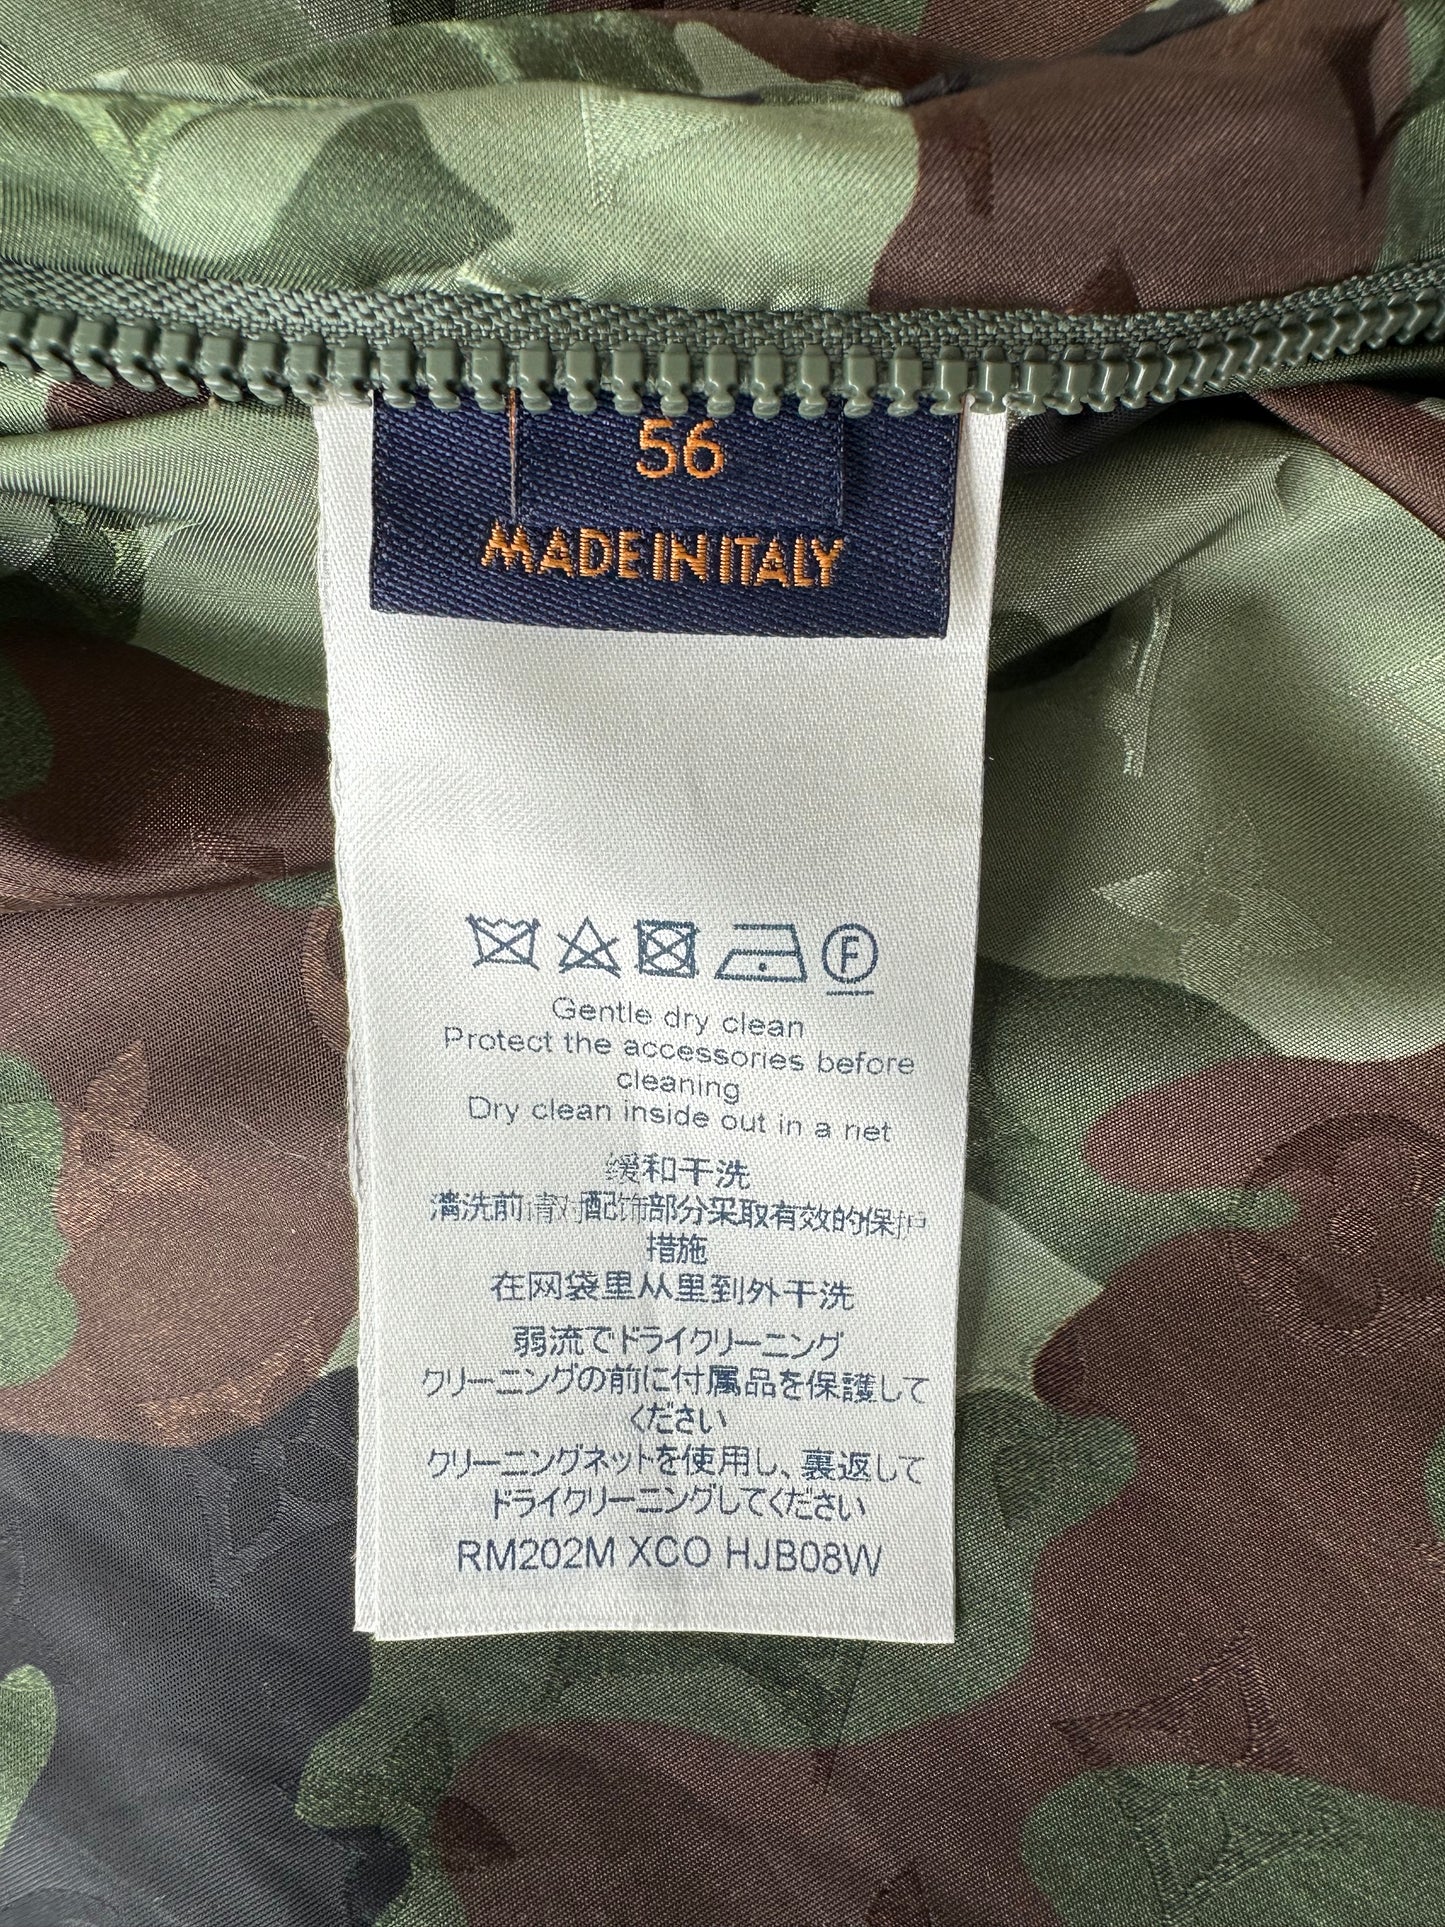 56
MADE IN ITALY
F
Gentle dry clean
Protect the accessories before
cleaning
Dry clean inside out in a net
缓和干洗
清洗前请对配饰部分采取有效的保护
措施
在网袋里从里到外干洗
弱流でドライクリーニング
クリーニングの前に付属品を保護して
ください
クリーニングネットを使用し、裏返して
ドライクリーニングしてください
RM202M XCO HJB08W